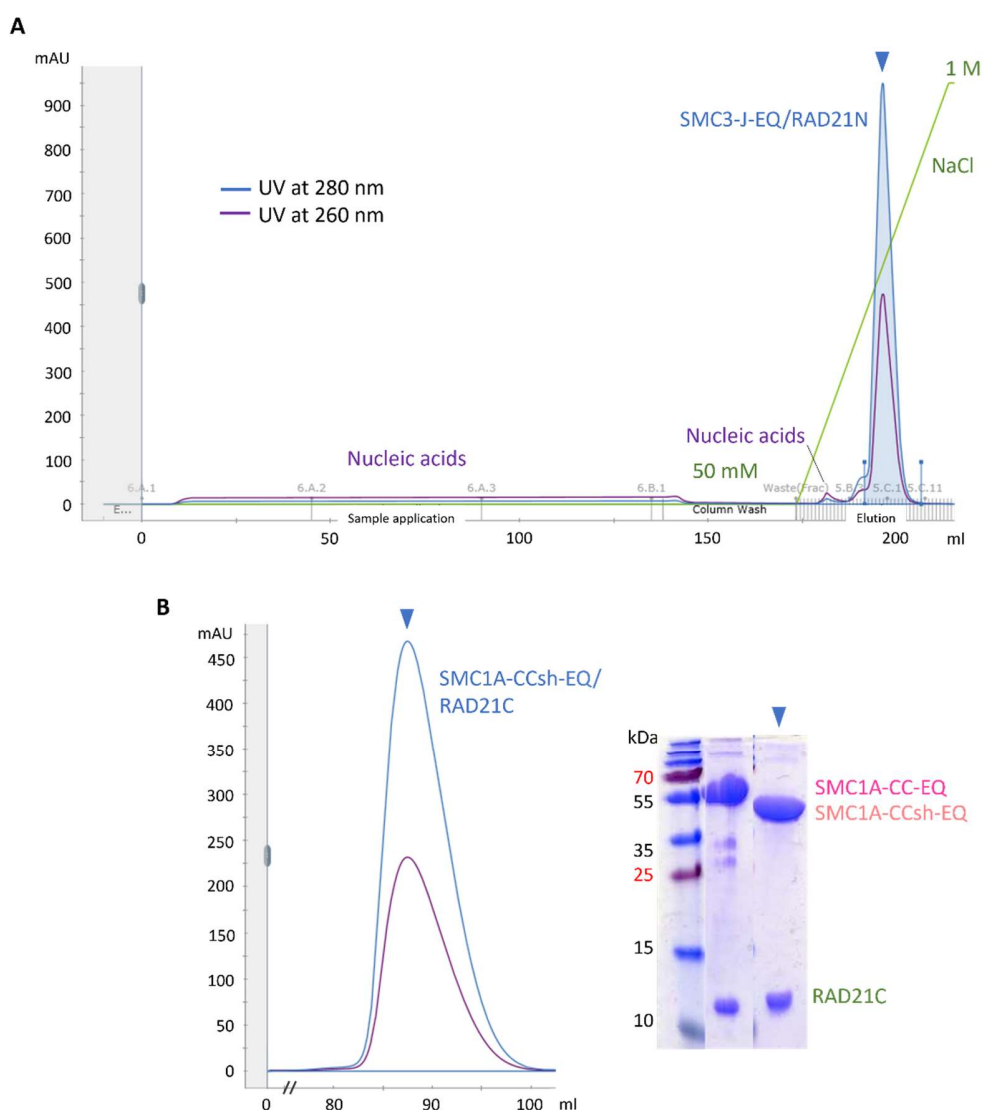 A
mAU
900
800
700
600
500
400
300
200
100
0
1 M
SMC3-J-EQ/RAD21N
NaCl
UV at 280 nm
UV at 260 nm
Nucleic acids
Nucleic acids
50 mM
6.A.1
6.A.2
6.A.3
6.B.1
Waste(Frac)
5.C.1
5.C.11
E...
Sample application
Column Wash
Elution
0
50
100
150
200
ml
B
mAU
450
400
350
300
250
200
150
100
50
0
SMC1A-CCsh-EQ/
RAD21C
0
80
90
100
ml
kDa
70
55
35
25
15
10
SMC1A-CC-EQ
SMC1A-CCsh-EQ
RAD21C